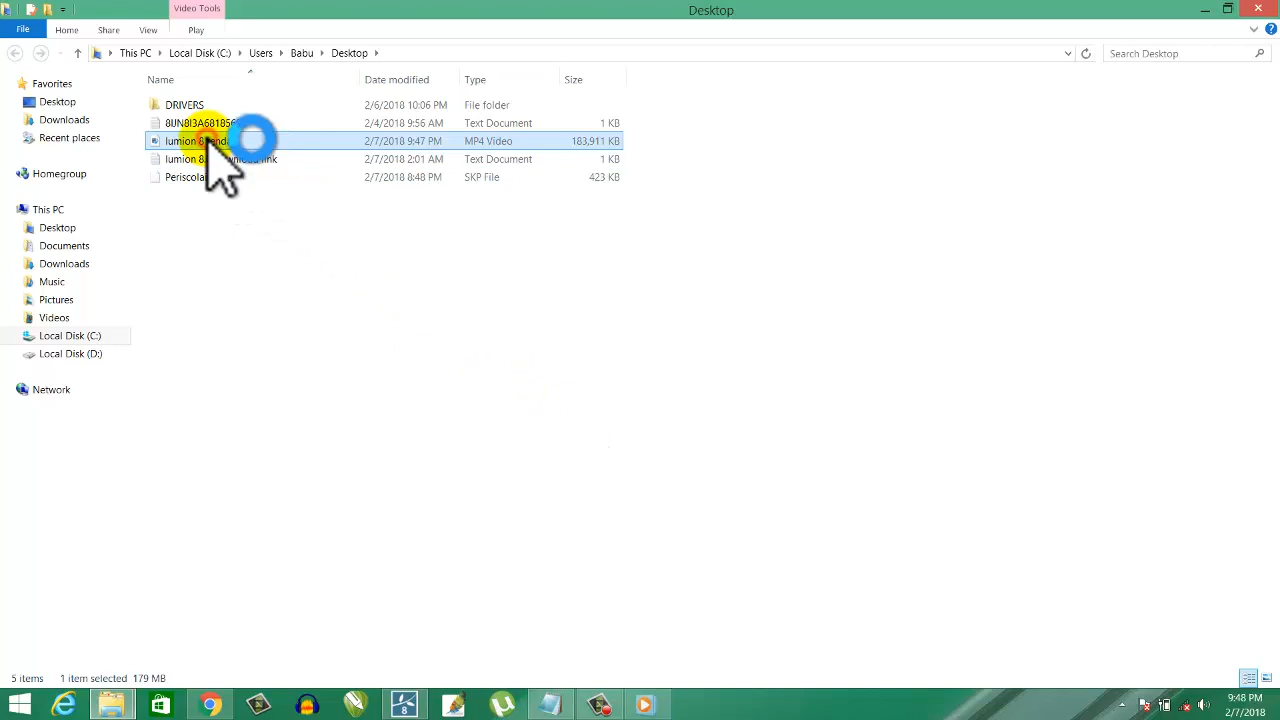 Video Tools
Desktop
File Home Share View Play
This PC Local Disk (C:) Users Babu Desktop
Search Desktop
Name Date modified Type Size
Favorites
Desktop
Downloads
Recent places
Homegroup
This PC
Desktop
Documents
Downloads
Music
Pictures
Videos
Local Disk (C:)
Local Disk (D:)
Network
DRIVERS 2/6/2018 10:06 PM File folder
2/4/2018 9:56 AM Text Document 1 KB
lumion 2/7/2018 9:47 PM MP4 Video 183,911 KB
lumion link 2/7/2018 2:01 AM Text Document 1 KB
2/7/2018 8:48 PM SKP File 423 KB
5 items 1 item selected 179 MB
8
9:48 PM
2/7/2018